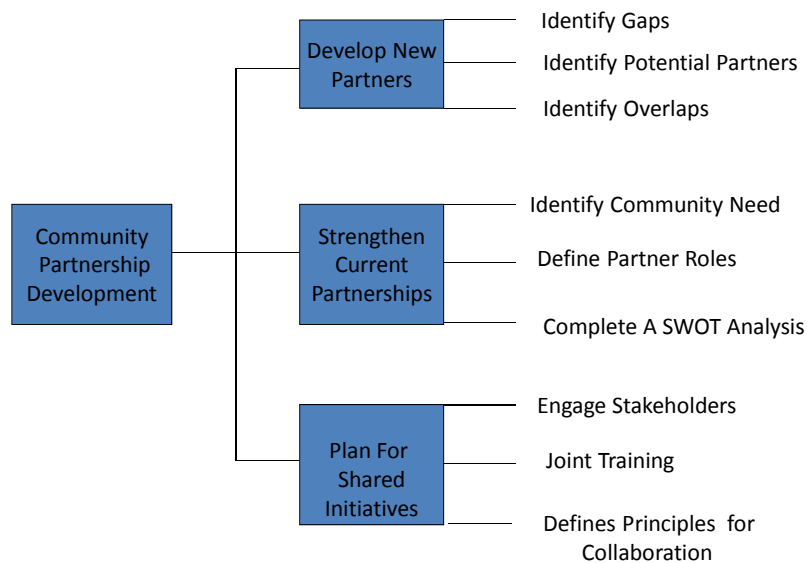 Community
Partnership
Development
Develop New
Partners
Identify Gaps
Identify Potential Partners
Identify Overlaps
Strengthen
Current
Partnerships
Identify Community Need
Define Partner Roles
Complete A SWOT Analysis
Plan For
Shared
Initiatives
Engage Stakeholders
Joint Training
Defines Principles for
Collaboration